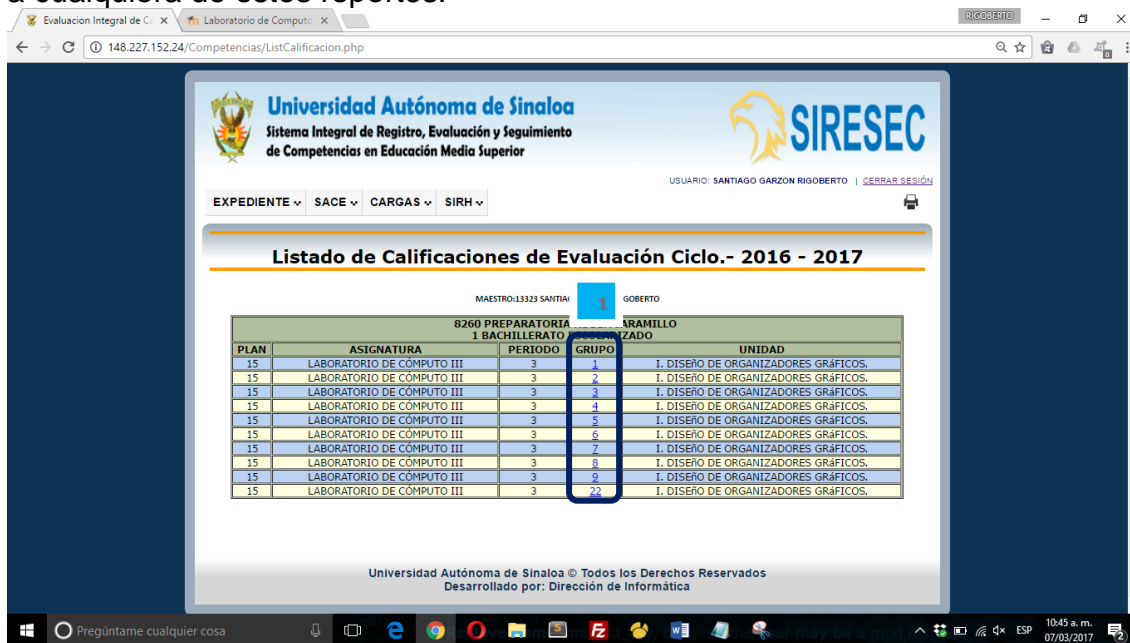 a cualquiera de estos reportes.
Evaluacion Integral de Co
Laboratorio de Computo
RIGOBERTO
148.227.152.24/Competencias/ListCalificacion.php
Universidad Autónoma de Sinaloa
Sistema Integral de Registro, Evaluación y Seguimiento
de Competencias en Educación Media Superior
SIRESEC
USUARIO: SANTIAGO GARZON RIGOBERTO | CERRAR SESIÓN
EXPEDIENTE SACE CARGAS SIRH
Listado de Calificaciones de Evaluación Ciclo.- 2016 - 2017
MAESTRO:13323 GOBERTO
1
8260 PREPARATORIA ARAMILLO
1 BACHILLERATO
PLAN ASIGNATURA PERIODO GRUPO UNIDAD
15 LABORATORIO DE CÓMPUTO III 3 1 I. DISEñO DE ORGANIZADORES GRáFICOS.
15 LABORATORIO DE CÓMPUTO III 3 2 I. DISEñO DE ORGANIZADORES GRáFICOS.
15 LABORATORIO DE CÓMPUTO III 3 3 I. DISEñO DE ORGANIZADORES GRáFICOS.
15 LABORATORIO DE CÓMPUTO III 3 4 I. DISEñO DE ORGANIZADORES GRáFICOS.
15 LABORATORIO DE CÓMPUTO III 3 5 I. DISEñO DE ORGANIZADORES GRáFICOS.
15 LABORATORIO DE CÓMPUTO III 3 6 I. DISEñO DE ORGANIZADORES GRáFICOS.
15 LABORATORIO DE CÓMPUTO III 3 7 I. DISEñO DE ORGANIZADORES GRáFICOS.
15 LABORATORIO DE CÓMPUTO III 3 8 I. DISEñO DE ORGANIZADORES GRáFICOS.
15 LABORATORIO DE CÓMPUTO III 3 9 I. DISEñO DE ORGANIZADORES GRáFICOS.
15 LABORATORIO DE CÓMPUTO III 3 22 I. DISEñO DE ORGANIZADORES GRáFICOS.
Universidad Autónoma de Sinaloa © Todos los Derechos Reservados
Desarrollado por: Dirección de Informática
Pregúntame cualquier cosa
ESP
10:45 a. m.
07/03/2017